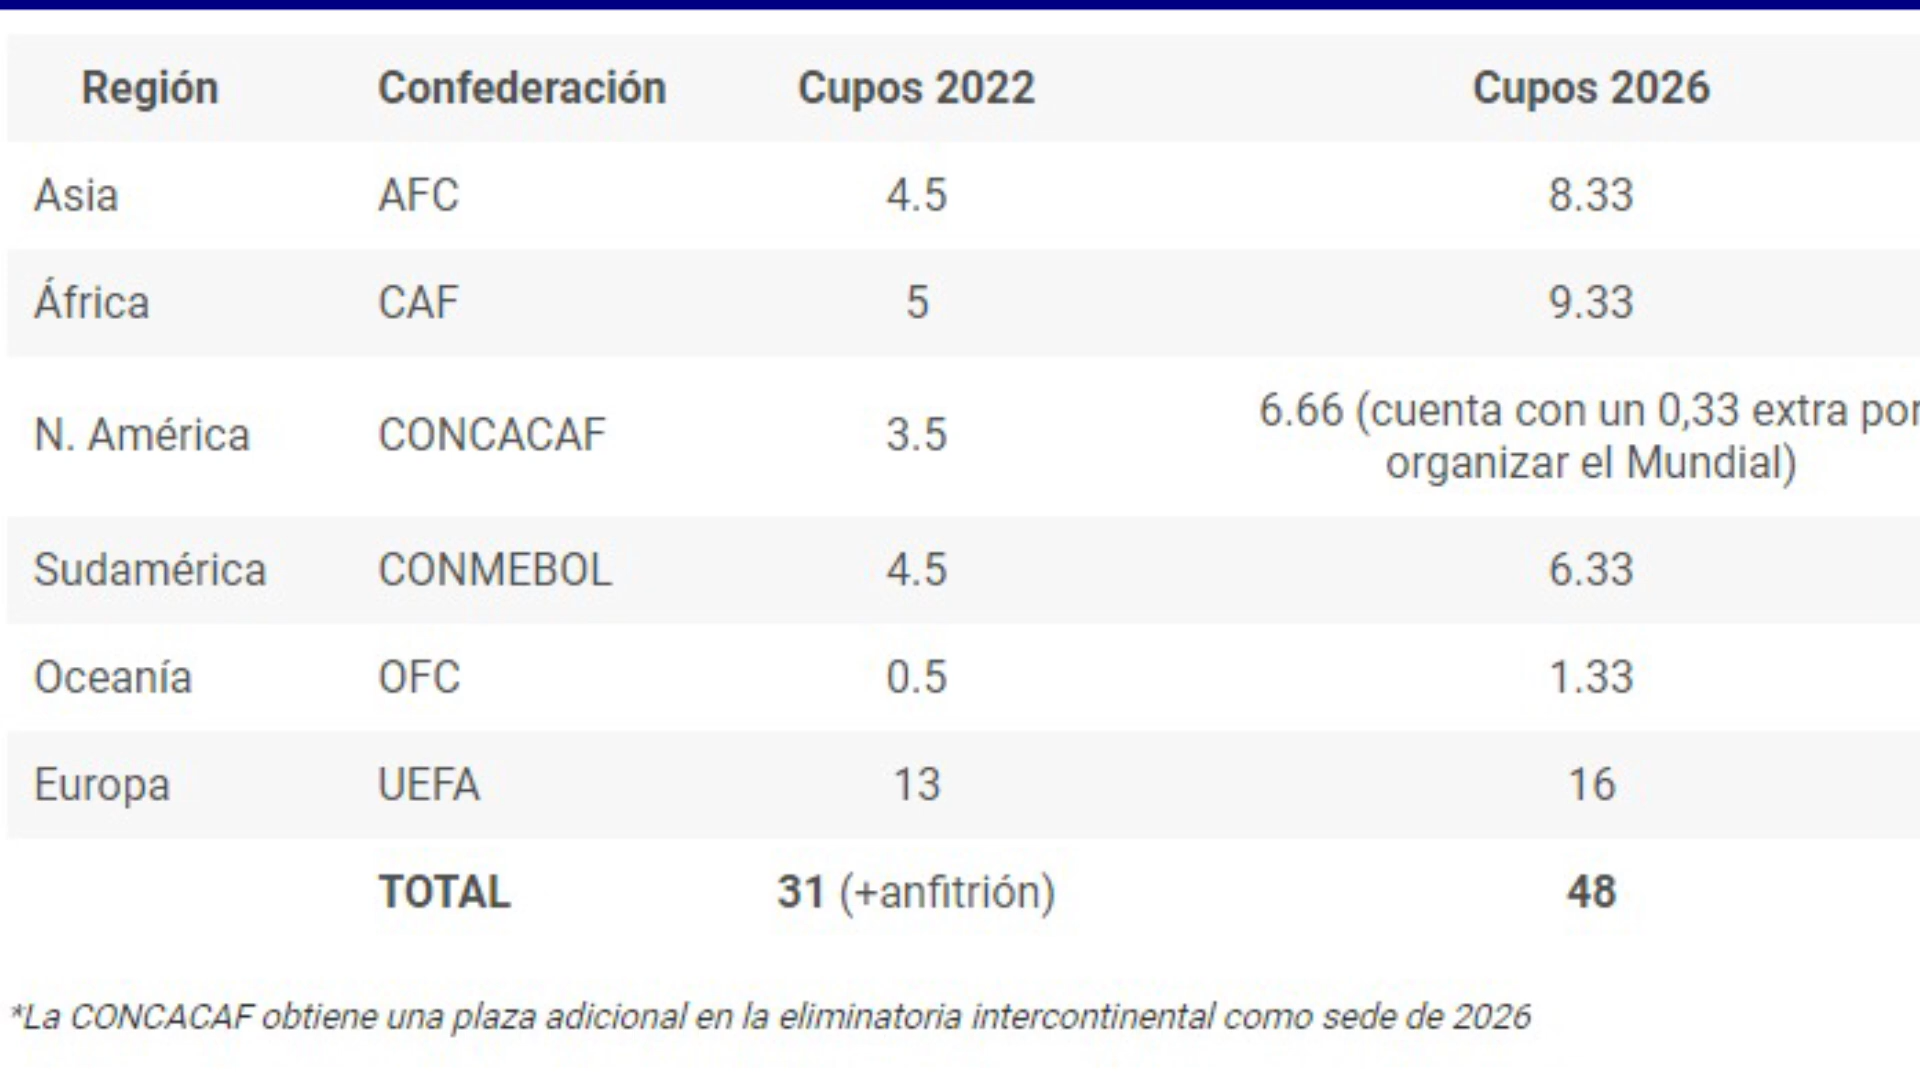 Región Confederación Cupos 2022 Cupos 2026
Asia AFC 4.5 8.33
África CAF 5 9.33
N. América CONCACAF 3.5 6.66 (cuenta con un 0,33 extra por
organizar el Mundial)
Sudamérica CONMEBOL 4.5 6.33
Oceanía OFC 0.5 1.33
Europa UEFA 13 16
TOTAL 31 (+anfitrión) 48
*La CONCACAF obtiene una plaza adicional en la eliminatoria intercontinental como sede de 2026